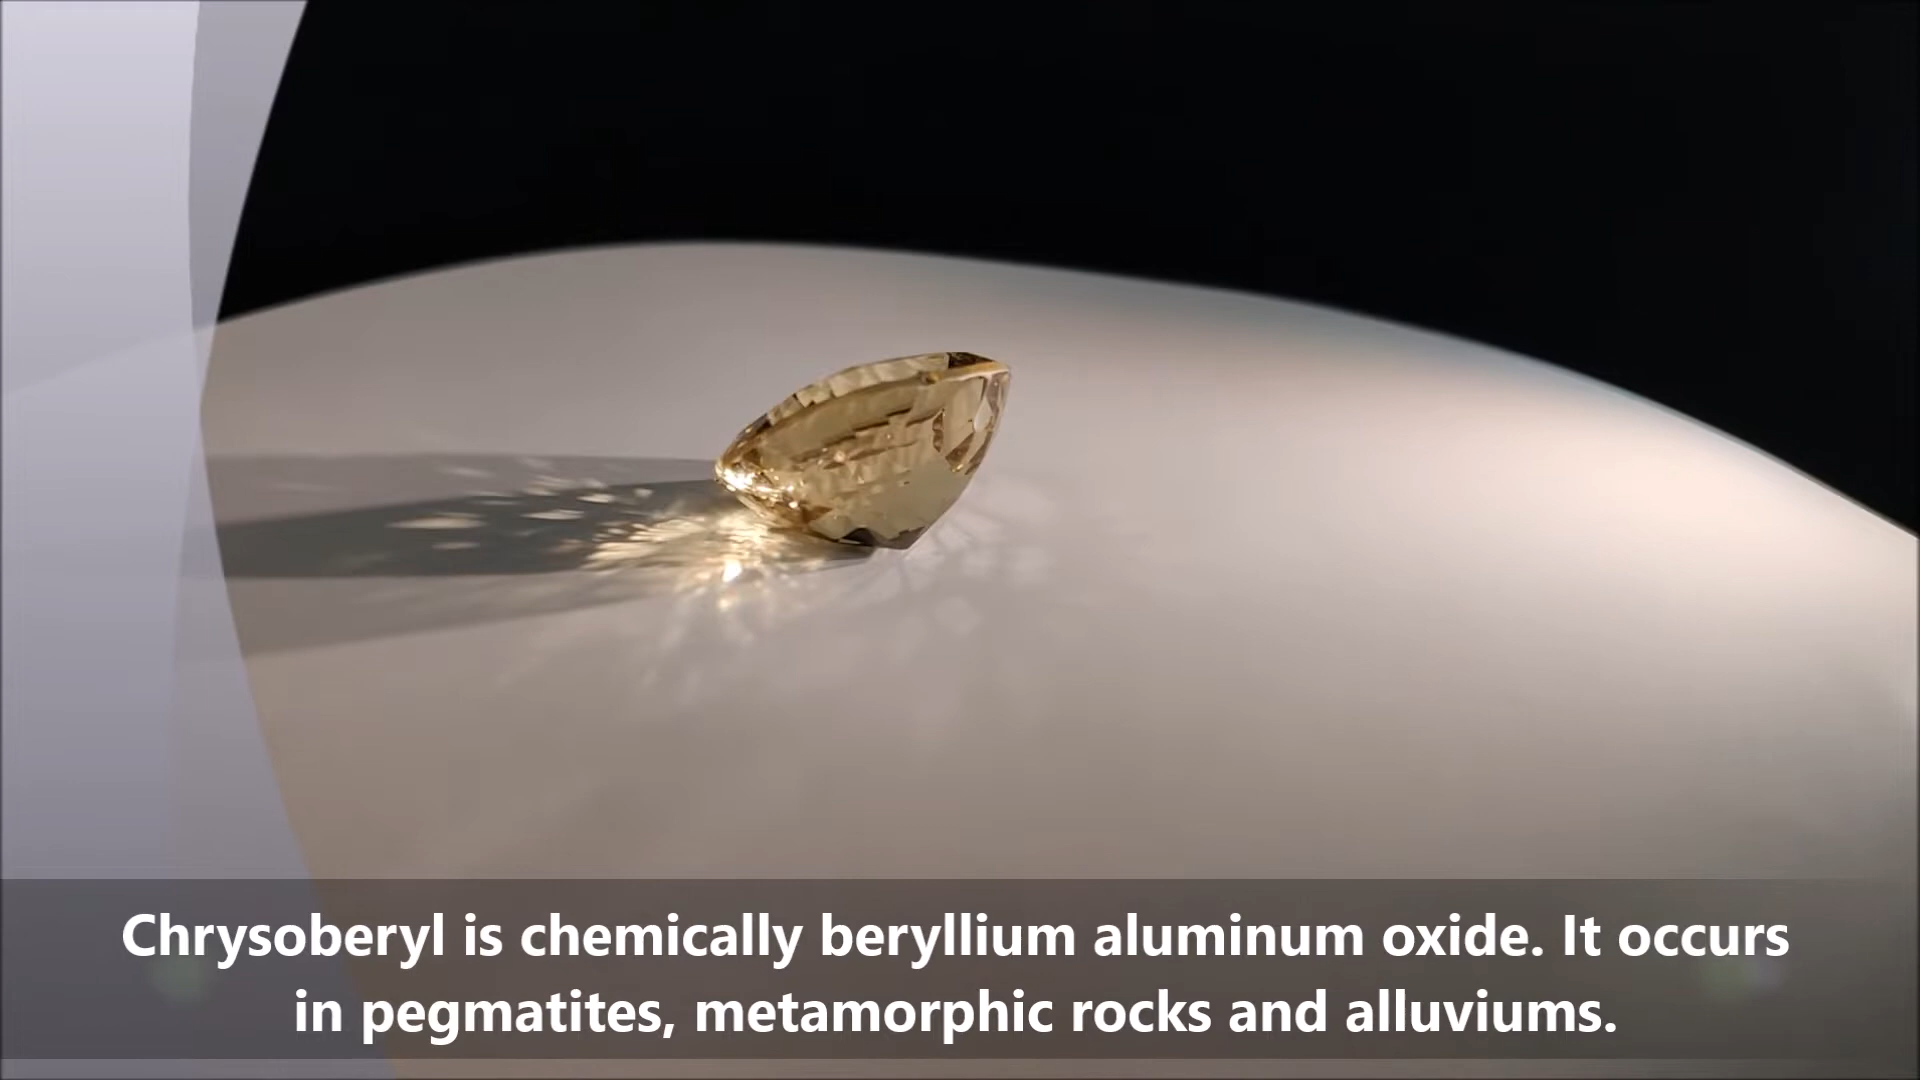 Chrysoberyl is chemically beryllium aluminum oxide. It occurs
in pegmatites, metamorphic rocks and alluviums.